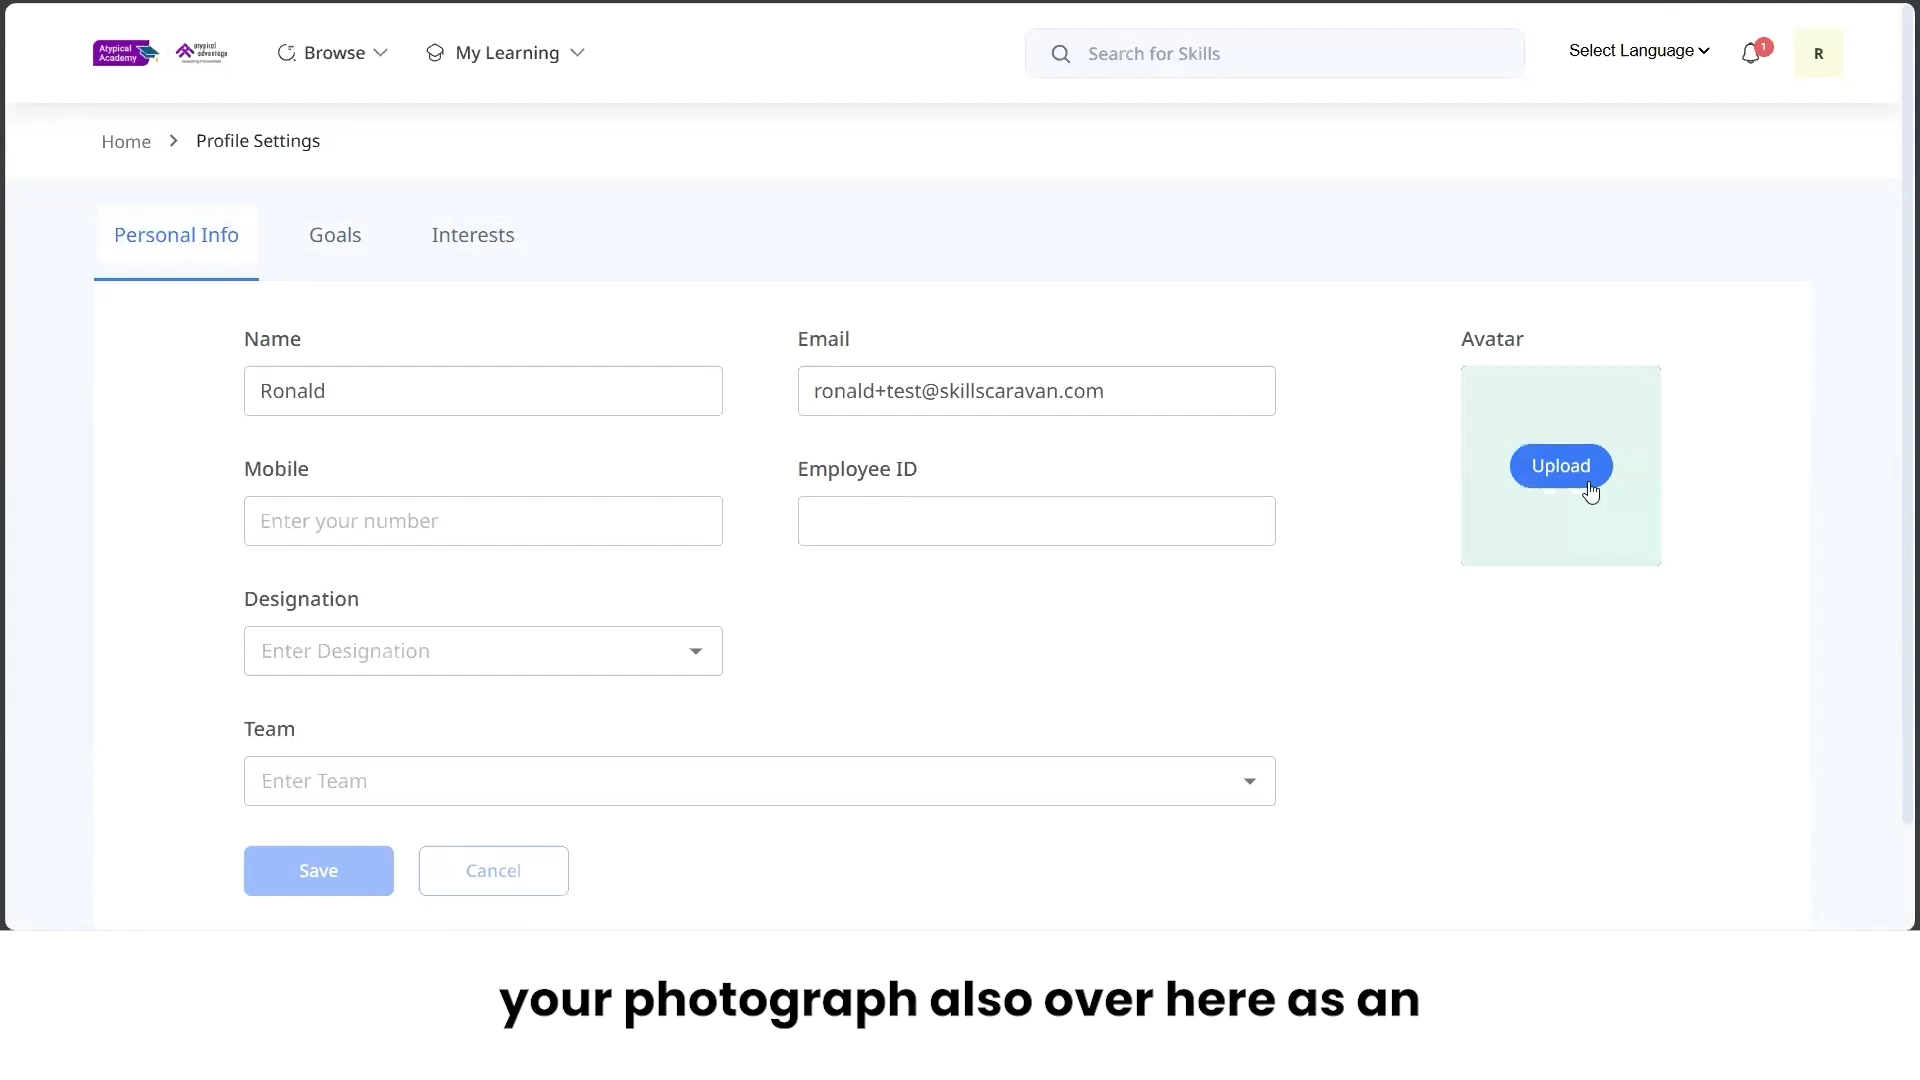 Atypical
Academy
atypical
advantage
Browse
My Learning
Search for Skills
Select Language
1
R
Home
Profile Settings
Personal Info
Goals
Interests
Name
Email
Avatar
Ronald
ronald+test@skillscaravan.com
Upload
Mobile
Employee ID
Enter your number
Designation
Enter Designation
Team
Enter Team
Save
Cancel
your photograph also over here as an